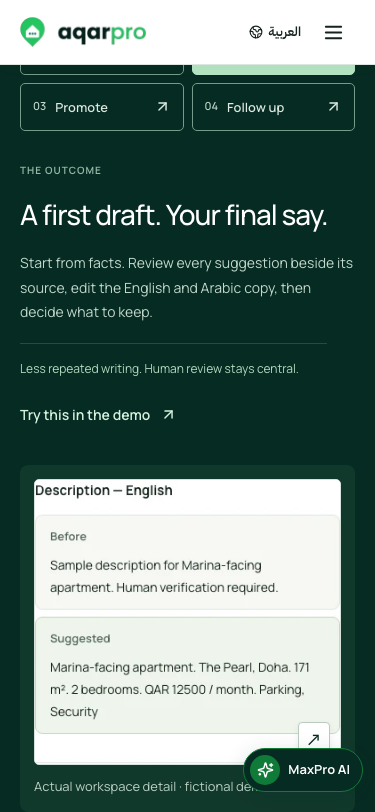 aqarpro
العربية
03 Promote
04 Follow up
THE OUTCOME
A first draft. Your final say.
Start from facts. Review every suggestion beside its
source, edit the English and Arabic copy, then
decide what to keep.
Less repeated writing. Human review stays central.
Try this in the demo
Description — English
Before
Sample description for Marina-facing
apartment. Human verification required.
Suggested
Marina-facing apartment. The Pearl, Doha. 171
m². 2 bedrooms. QAR 12500 / month. Parking,
Security
MaxPro AI
Actual workspace detail · fictional